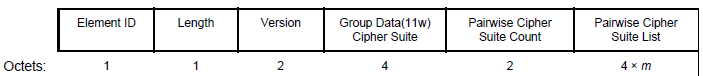 Element ID Length Version Group Data(11w) Pairwise Cipher Pairwise Cipher
Cipher Suite Suite Count Suite List
Octets: 1 1 2 4 2 4 × m